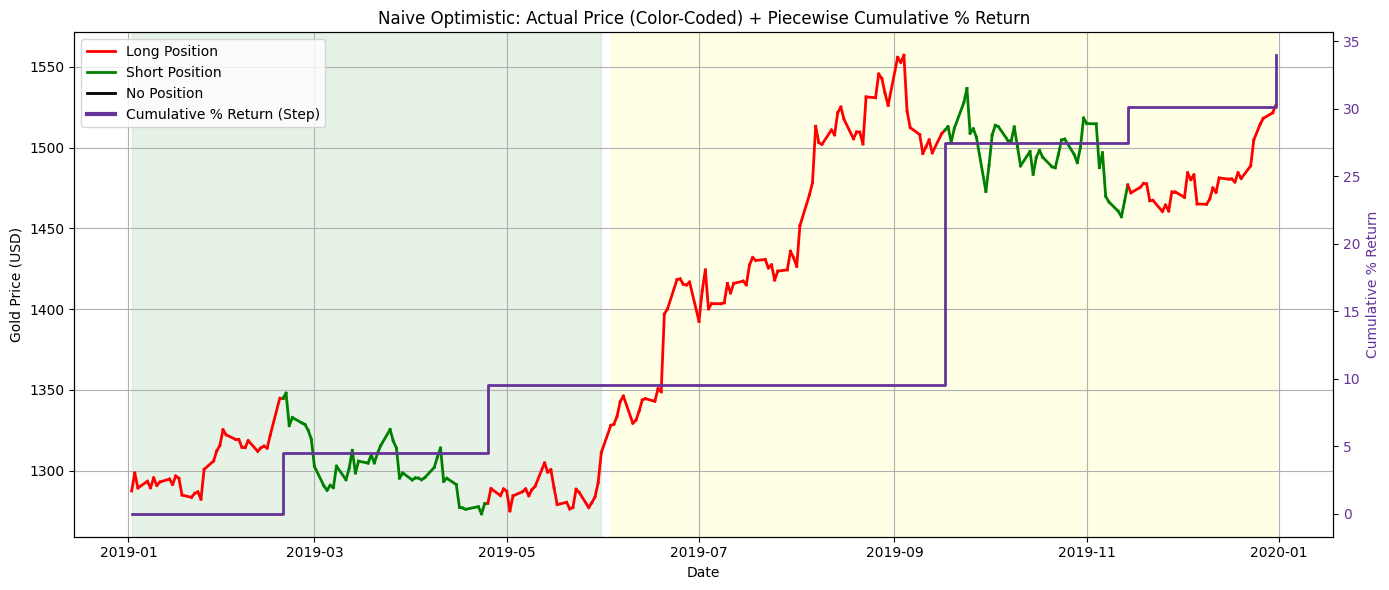 Naive Optimistic: Actual Price (Color-Coded) + Piecewise Cumulative % Return
Long Position
Short Position
No Position
Cumulative % Return (Step)
Gold Price (USD)
1550
1500
1450
1400
1350
1300
2019-01
2019-03
2019-05
2019-07
2019-09
2019-11
2020-01
Date
35
30
25
20
15
10
5
0
Cumulative % Return